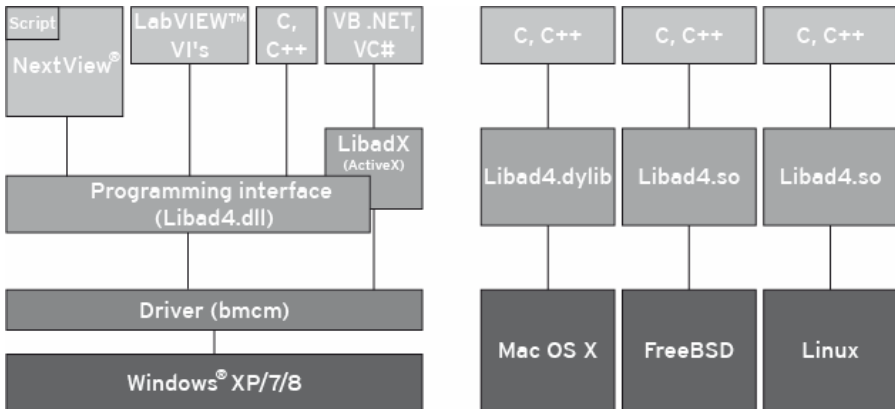 Script
NextView®
LabVIEW™
VI's
C,
C++
VB .NET,
VC#
LibadX
(ActiveX)
Programming interface
(Libad4.dll)
Driver (bmcm)
Windows® XP/7/8
C, C++
C, C++
C, C++
Libad4.dylib
Libad4.so
Libad4.so
Mac OS X
FreeBSD
Linux